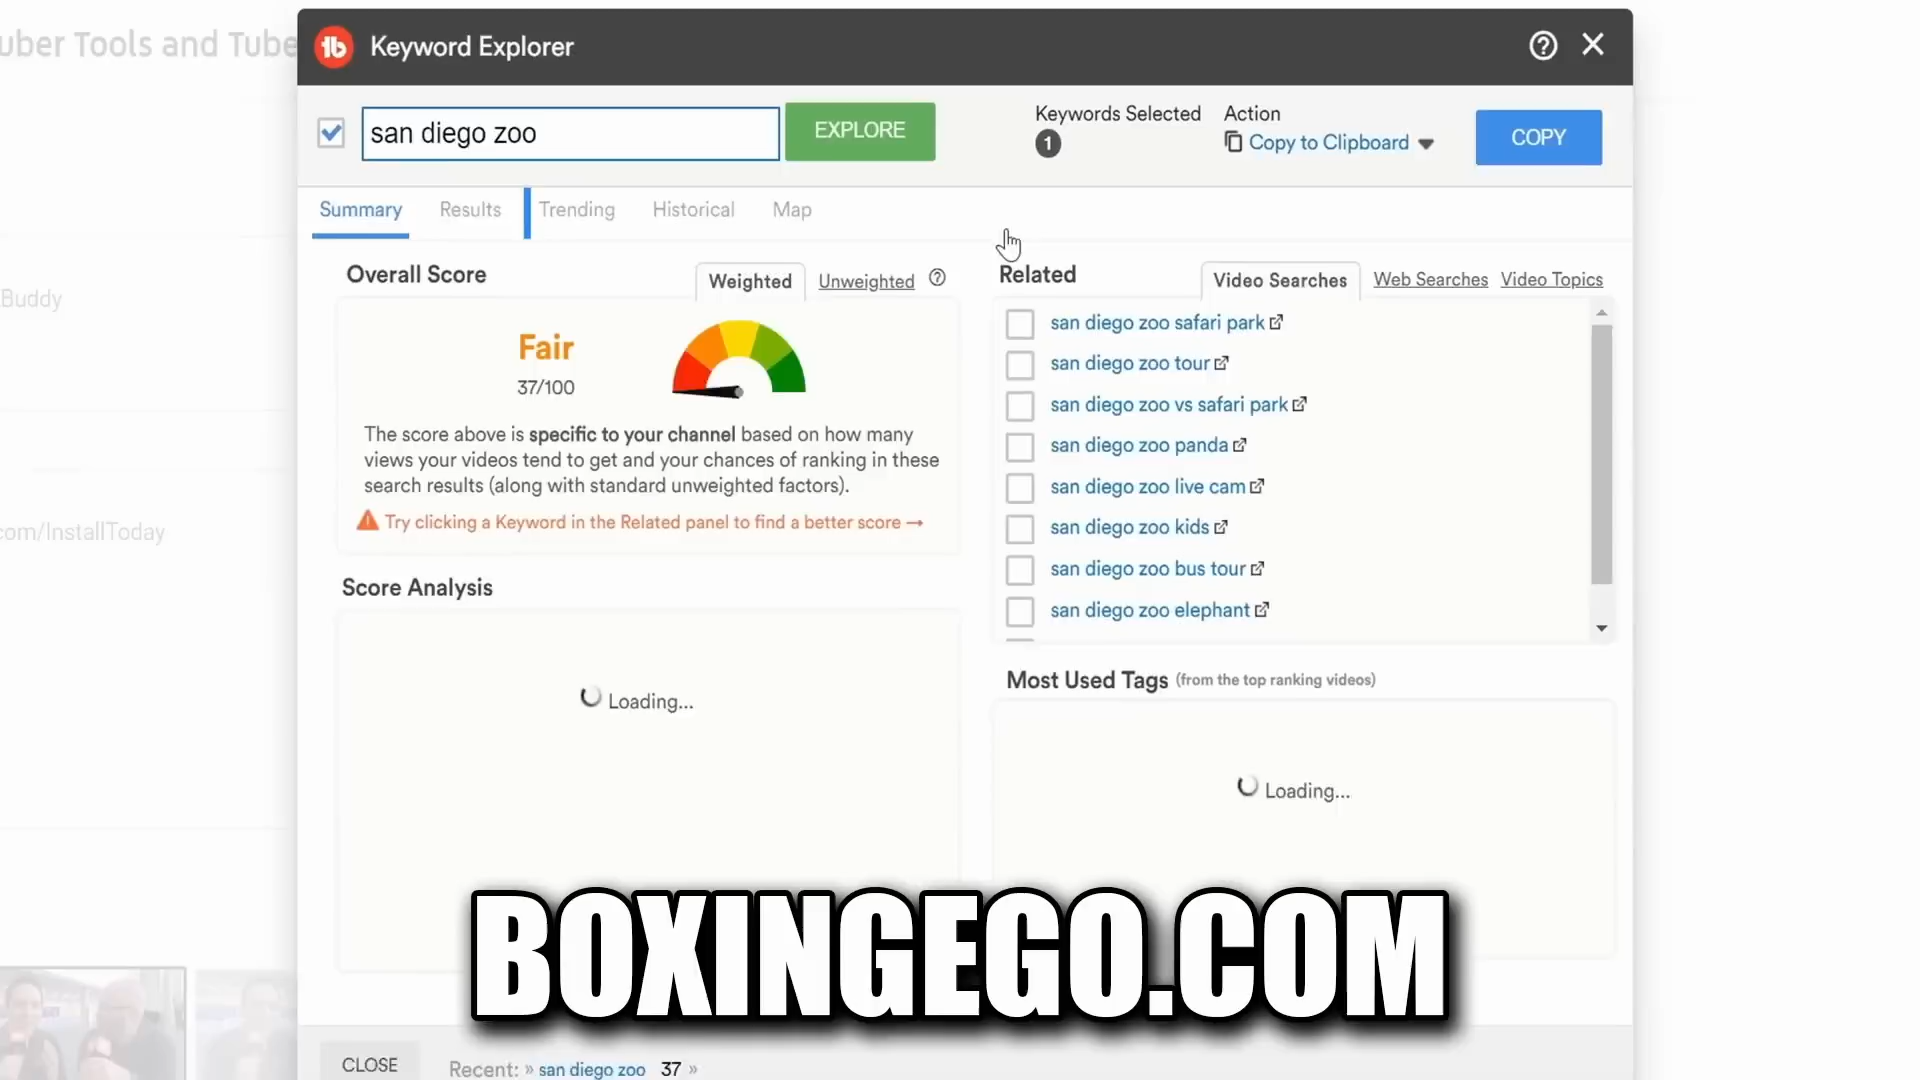 uber Tools and Tube
Keyword Explorer
san diego zoo
EXPLORE
Keywords Selected
1
Action
Copy to Clipboard
COPY
Summary
Results
Trending
Historical
Map
Overall Score
Weighted
Unweighted
Fair
37/100
The score above is specific to your channel based on how many
views your videos tend to get and your chances of ranking in these
search results (along with standard unweighted factors).
Try clicking a Keyword in the Related panel to find a better score →
Related
Video Searches
Web Searches
Video Topics
san diego zoo safari park
san diego zoo tour
san diego zoo vs safari park
san diego zoo panda
san diego zoo live cam
san diego zoo kids
san diego zoo bus tour
san diego zoo elephant
Buddy
com/InstallToday
Score Analysis
Loading...
Most Used Tags (from the top ranking videos)
Loading...
BOXINGEGO.COM
CLOSE
Recent: » san diego zoo 37 »